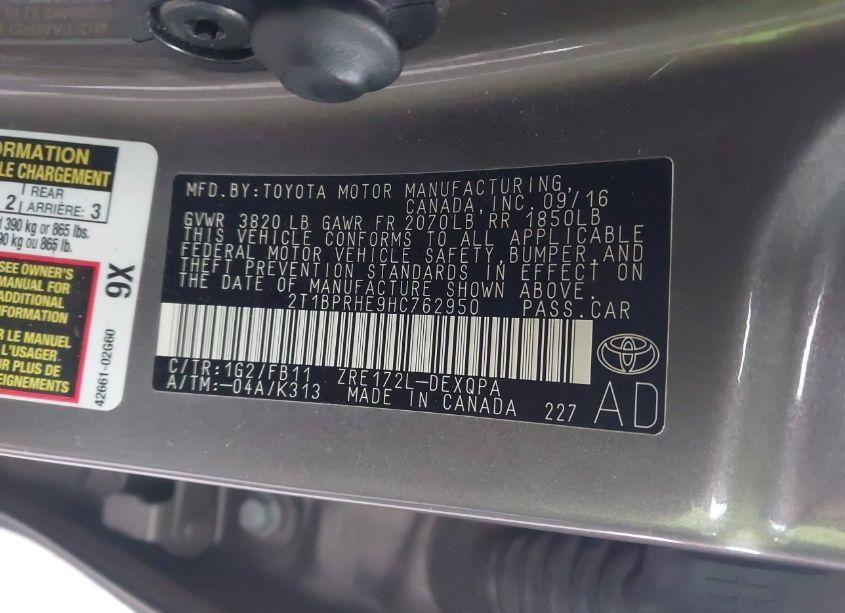 ORMATION
LE CHARGEMENT
2 REAR
ARRIÈRE: 3
390 kg or 865 lbs.
90 kg ou 865 lb.
SEE OWNER'S
MANUAL FOR
ADDITIONAL
INFORMATION
R LE MANUEL
L'USAGER.
PLUS DE
42661-02G60
9X
MFD.BY:TOYOTA MOTOR MANUFACTURING,
CANADA,INC.09/16
GVWR 3820LB GAWR FR 2070LB RR 1850LB
THIS VEHICLE CONFORMS TO ALL APPLICABLE
FEDERAL MOTOR VEHICLE SAFETY,BUMPER,AND
THEFT PREVENTION STANDARDS IN EFFECT ON
THE DATE OF MANUFACTURE SHOWN ABOVE.
2T1BPRHE9HC762950 PASS.CAR
C/TR:1G2/FB11 ZRE172L-DEXQPA
A/TM:-04A/K313 MADE IN CANADA 227
AD